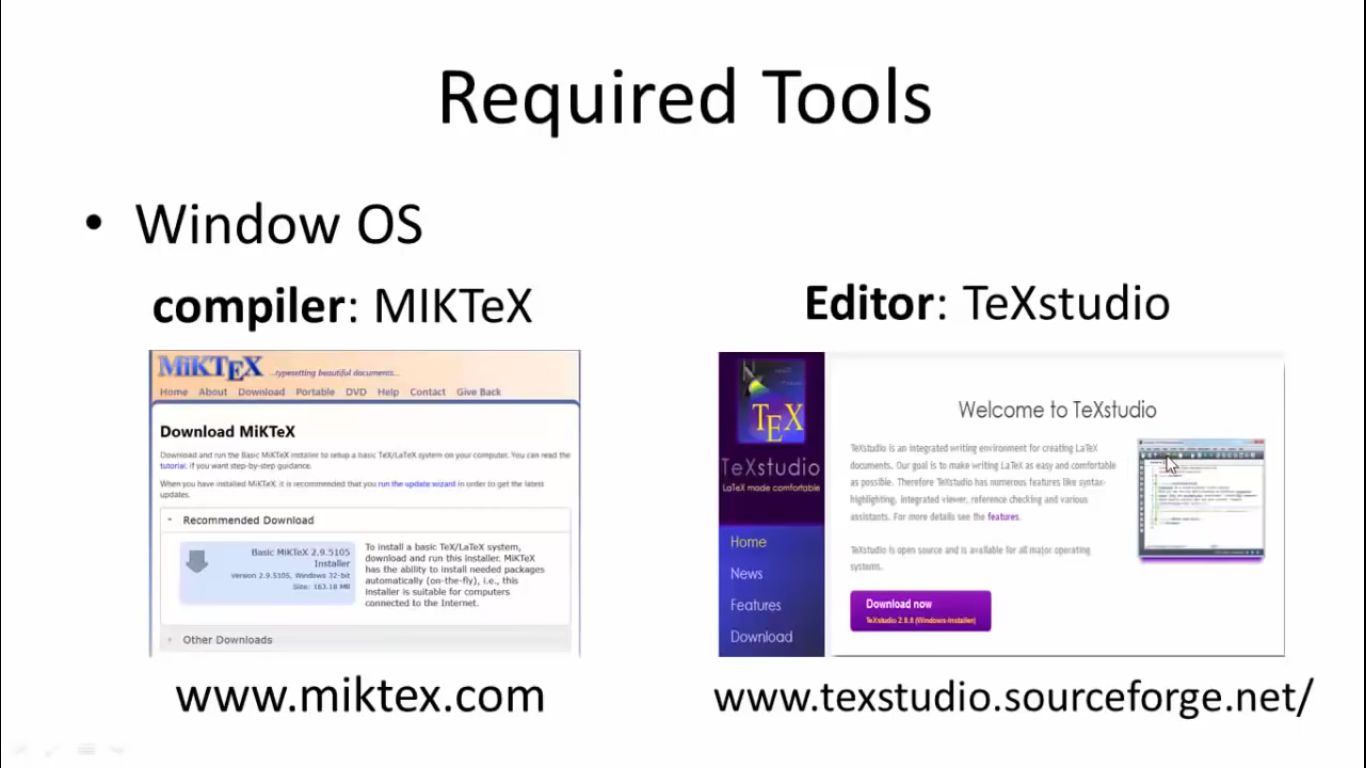 Required Tools
• Window OS
compiler: MIKTeX
Editor: TeXstudio
MiKTEX ...typesetting beautiful documents...
Home About Download Portable DVD Help Contact Give Back
Download MiKTeX
Download and run the Basic MiKTeX installer to setup a basic TeX/LaTeX system on your computer. You can read the
tutorial, if you want step-by-step guidance.
When you have installed MiKTeX, it is recommended that you run the update wizard in order to get the latest
updates.
Recommended Download
Basic MiKTeX 2.9.5105
Installer
Version 2.9.5105, Windows 32-bit
Size: 163.18 MB
To install a basic TeX/LaTeX system,
download and run this installer. MiKTeX
has the ability to install needed packages
automatically (on-the-fly), i.e., this
installer is suitable for computers
connected to the Internet.
Other Downloads
www.miktex.com
TEX
TeXstudio
LaTeX made comfortable
Home
News
Features
Download
Welcome to TeXstudio
TeXstudio is an integrated writing environment for creating LaTeX
documents. Our goal is to make writing LaTeX as easy and comfortable
as possible. Therefore TeXstudio has numerous features like syntax-
highlighting, integrated viewer, reference checking and various
assistants. For more details see the features.
TeXstudio is open source and is available for all major operating
systems.
Download now
TeXstudio 2.8.8 (Windows-Installer)
www.texstudio.sourceforge.net/